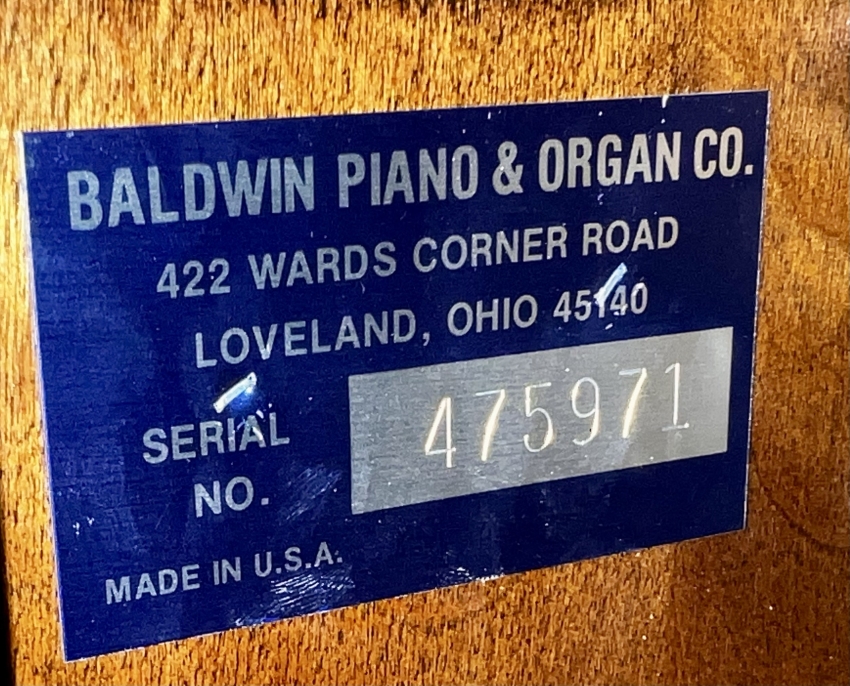 BALDWIN PIANO & ORGAN CO.
422 WARDS CORNER ROAD
LOVELAND, OHIO 45140
SERIAL NO.
475971
MADE IN U.S.A.